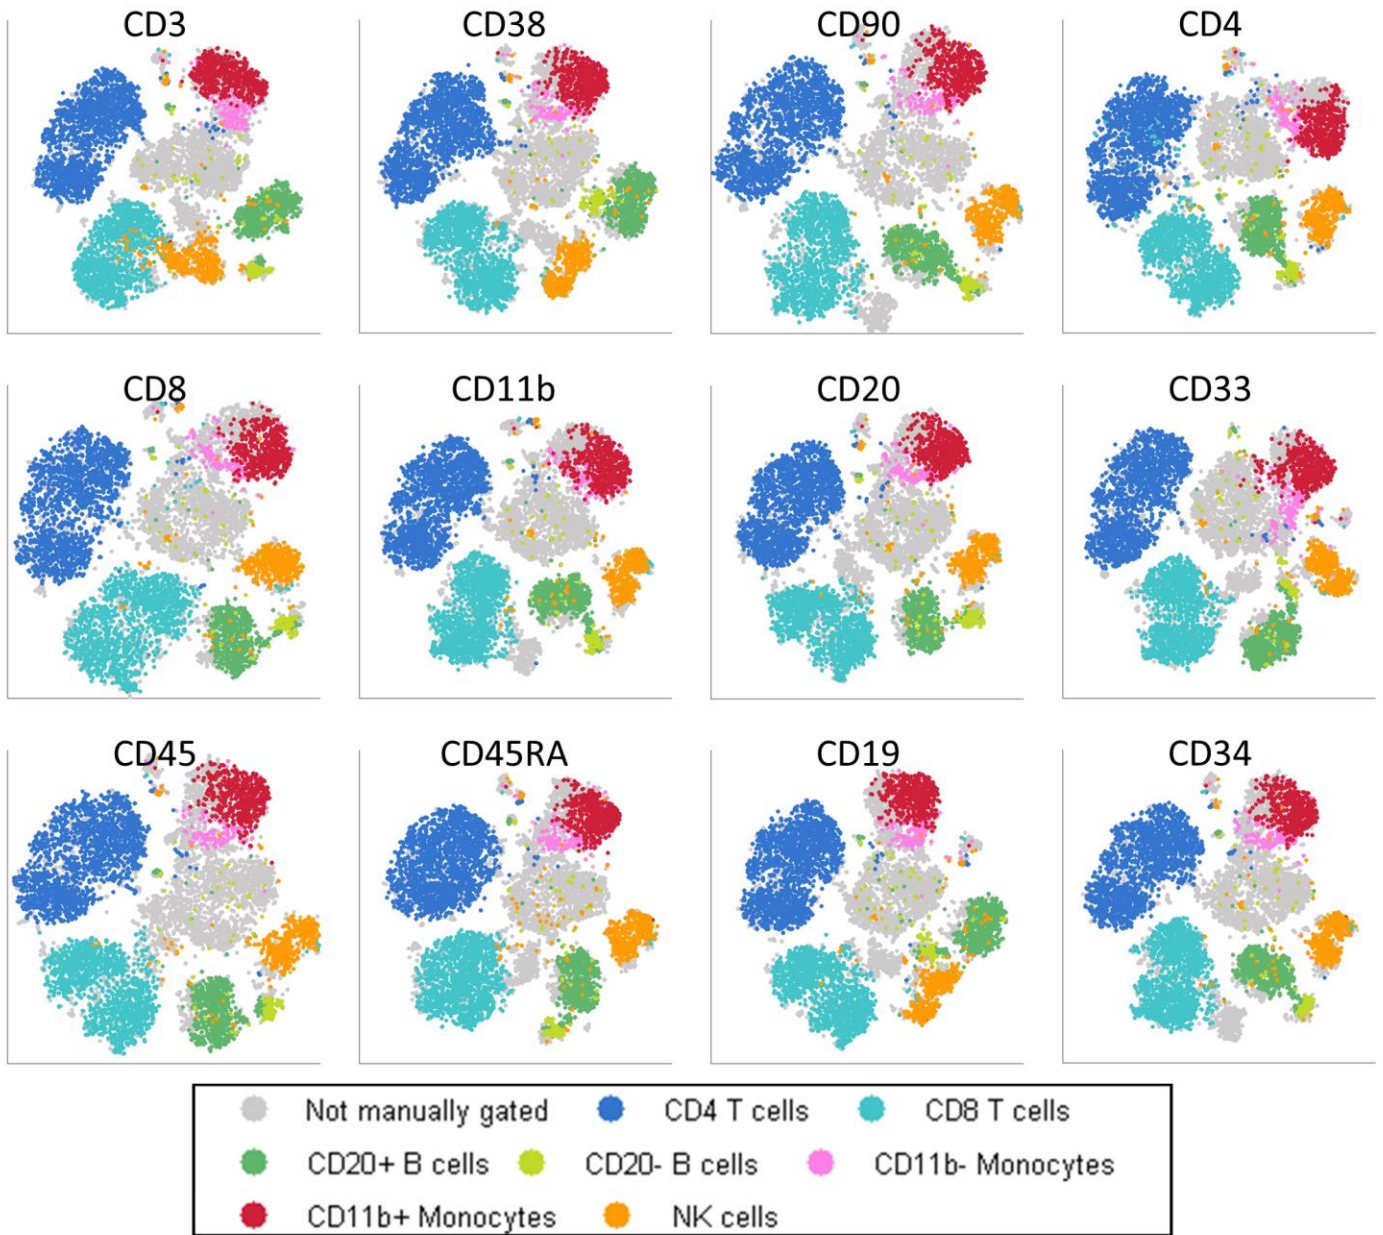 CD3 CD38 CD90 CD4
CD8 CD11b CD20 CD33
CD45 CD45RA CD19 CD34
Not manually gated CD4 T cells CD8 T cells
CD20+ B cells CD20- B cells CD11b- Monocytes
CD11b+ Monocytes NK cells